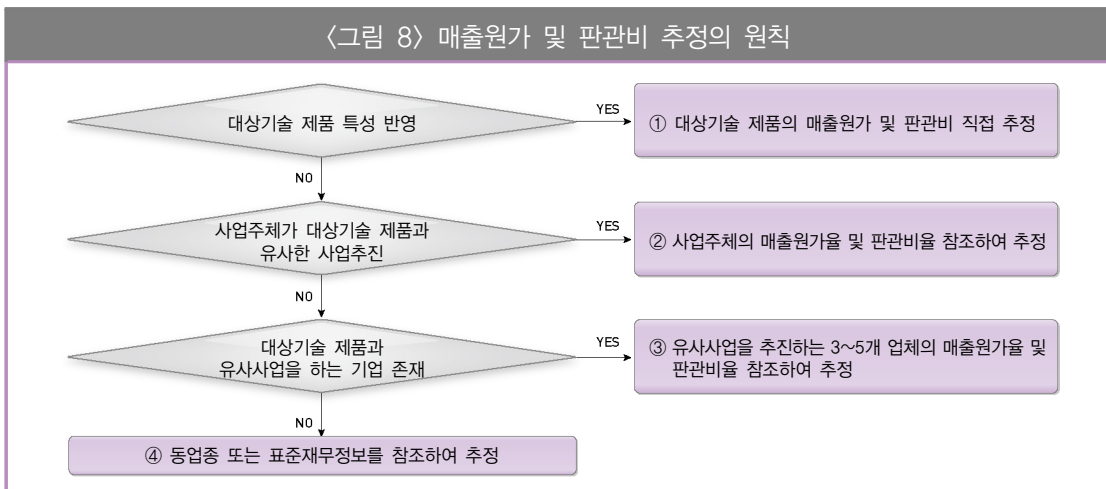 〈그림 8〉 매출원가 및 판관비 추정의 원칙
대상기술 제품 특성 반영
YES
① 대상기술 제품의 매출원가 및 판관비 직접 추정
NO
사업주체가 대상기술 제품과
유사한 사업추진
YES
② 사업주체의 매출원가율 및 판관비율 참조하여 추정
NO
대상기술 제품과
유사사업을 하는 기업 존재
YES
③ 유사사업을 추진하는 3~5개 업체의 매출원가율 및
판관비율 참조하여 추정
NO
④ 동업종 또는 표준재무정보를 참조하여 추정